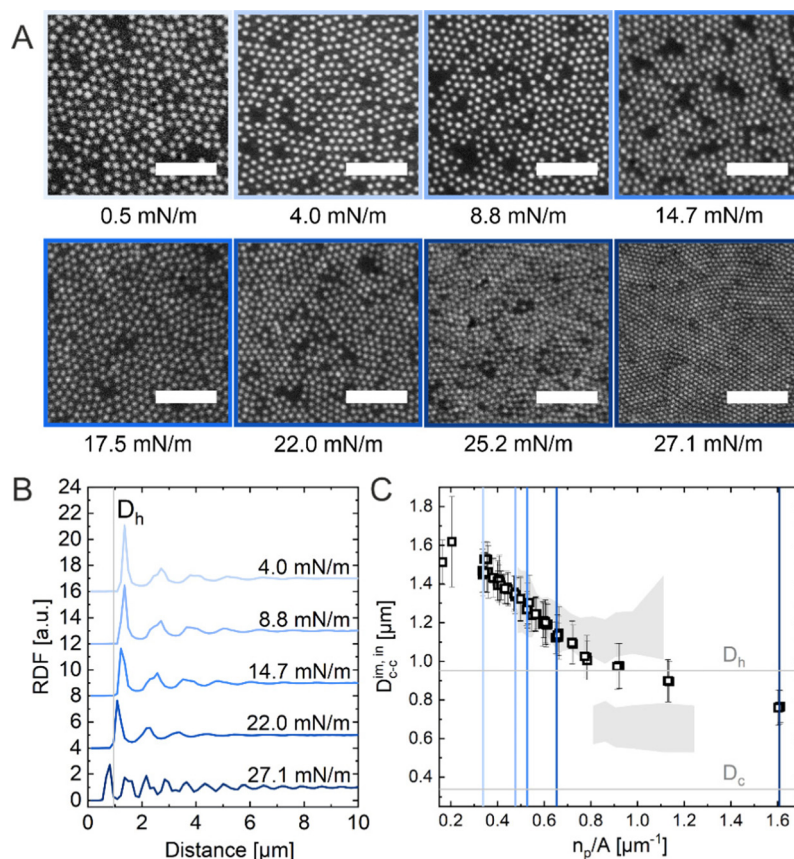 A
0.5 mN/m 4.0 mN/m 8.8 mN/m 14.7 mN/m
17.5 mN/m 22.0 mN/m 25.2 mN/m 27.1 mN/m
B
RDF [a.u.]
24
22
20
18
16
14
12
10
8
6
4
2
0
Dh
4.0 mN/m
8.8 mN/m
14.7 mN/m
22.0 mN/m
27.1 mN/m
0 2 4 6 8 10
Distance [µm]
C
D im, in c-c [µm]
1.8
1.6
1.4
1.2
1.0
0.8
0.6
0.4
Dh
Dc
0.2 0.4 0.6 0.8 1.0 1.2 1.4 1.6
np/A [µm-1]